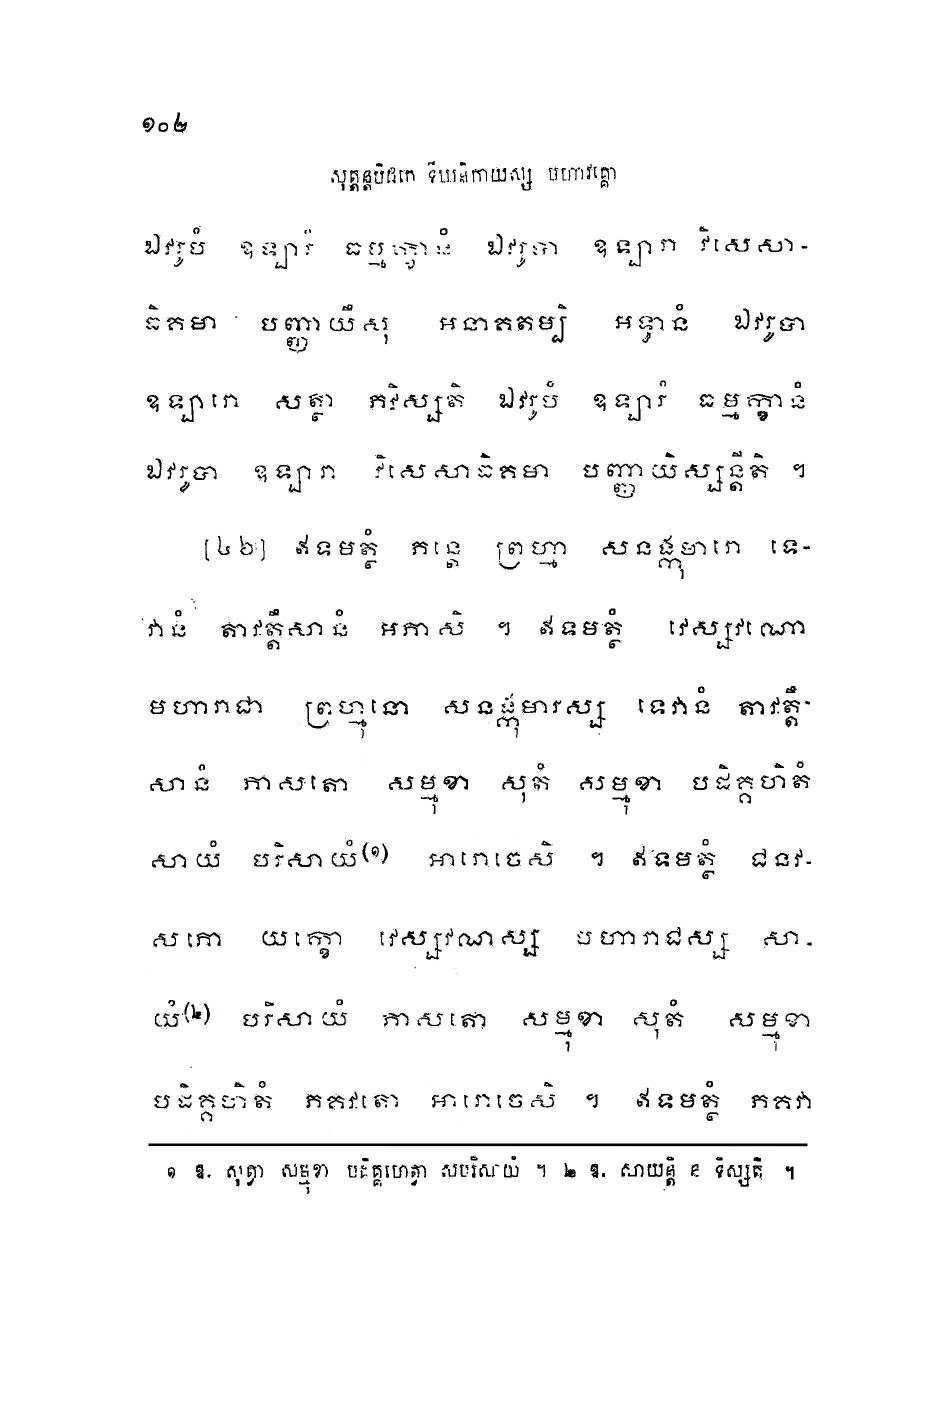 ១០២
សុត្តន្តបិដកេ ទីឃនិកាយស្ស មហាវគ្គោ
ឯវរូបំ ឧឡារំ ធម្មក្ខានំ ឯវរូបា ឧឡារា វិសេសា-
ធិគមា បញ្ញាយឹសុ អនាគតម្បិ អទ្ធានំ ឯវរូបា
ឧឡារោ សត្ថា ភវិស្សតិ ឯវរូបំ ឧឡារំ ធម្មក្ខានំ
ឯវរូបា ឧឡារា វិសេសាធិគមា បញ្ញាយិស្សន្តីតិ ។
[៤៦] ឥទមត្ថំ ភន្តេ ព្រហ្មា សនង្កុមារោ ទេ-
វានំ តាវត្តឹសានំ អភាសិ ។ ឥទមត្ថំ វេស្សវណោ
មហារាជា ព្រហ្មុនោ សនង្កុមារស្ស ទេវានំ តាវត្តឹ-
សានំ ភាសតោ សម្មុខា សុតំ សម្មុខា បដិគ្គហិតំ
សាយំ បរិសាយំ(១) អារោចេសិ ។ ឥទមត្ថំ ជនវ-
សភោ យក្ខោ វេស្សវណស្ស មហារាជស្ស សា-
យំ(២) បរិសាយំ ភាសតោ សម្មុខា សុតំ សម្មុខា
បដិគ្គហិតំ ភគវតោ អារោចេសិ ។ ឥទមត្ថំ ភគវា
១ ឱ. សុត្វា សម្មុខា បដិគ្គហេត្វា សបរិសាយំ ។ ២ ឱ. សាយន្តិ ន ទិស្សតិ ។